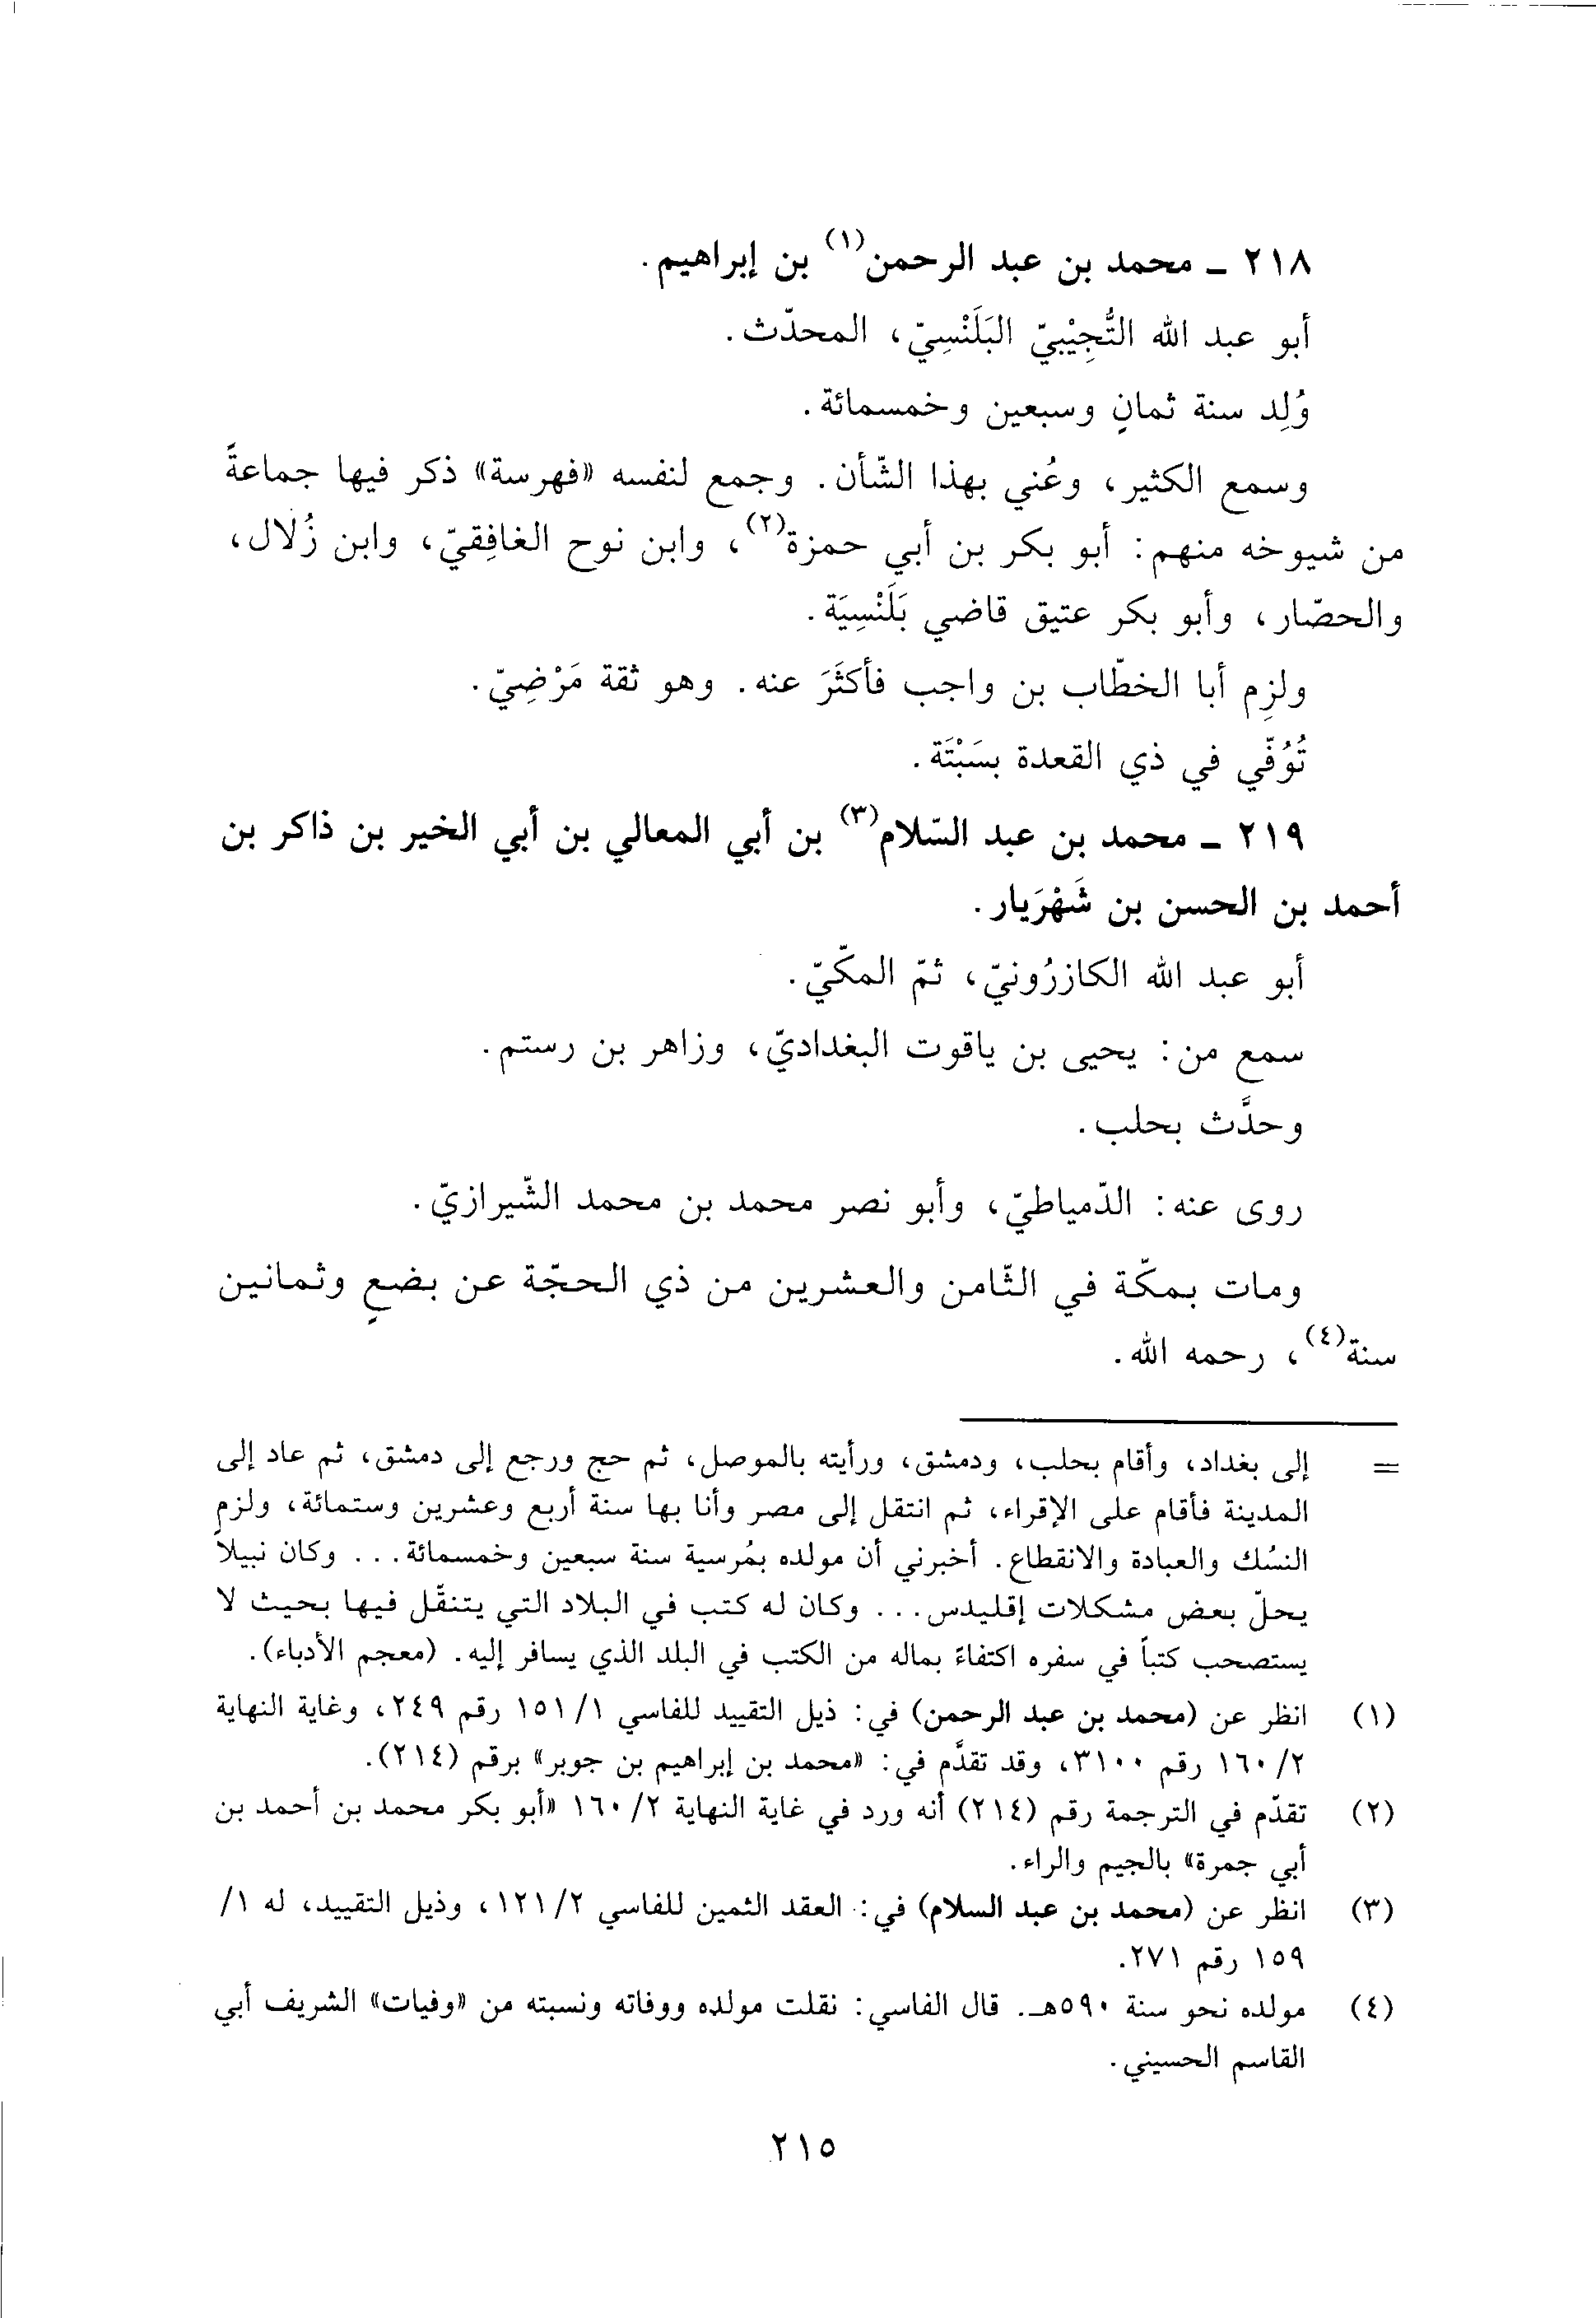 ٢١٨ ـ محمد بن عبد الرحمن(١) بن إبراهيم.
أبو عبد الله التُّجِيْبيّ البَلَنْسِيّ، المحدّث.
وُلِد سنة ثمانٍ وسبعين وخمسمائة.
وسمع الكثير، وعُني بهذا الشّأن. وجمع لنفسه «فهرسة» ذكر فيها جماعةً
من شيوخه منهم: أبو بكر بن أبي حمزة(٢)، وابن نوح الغافِقيّ، وابن زُلال،
والحصّار، وأبو بكر عتيق قاضي بَلَنْسِيَة.
ولزِم أبا الخطّاب بن واجب فأكثَرَ عنه. وهو ثقة مَرْضِيّ.
تُوُفّي في ذي القعدة بسَبْتَة.
٢١٩ ـ محمد بن عبد السّلام(٣) بن أبي المعالي بن أبي الخير بن ذاكر بن
أحمد بن الحسن بن شَهْرَيار.
أبو عبد الله الكازرُونيّ، ثمّ المكّيّ.
سمع من: يحيى بن ياقوت البغداديّ، وزاهر بن رستم.
وحدَّث بحلب.
روى عنه: الدّمياطيّ، وأبو نصر محمد بن محمد الشّيرازيّ.
ومات بمكّة في الثّامن والعشرين من ذي الحجّة عن بضعٍ وثمانين
سنة(٤)، رحمه الله.
= إلى بغداد، وأقام بحلب، ودمشق، ورأيته بالموصل، ثم حج ورجع إلى دمشق، ثم عاد إلى
المدينة فأقام على الإقراء، ثم انتقل إلى مصر وأنا بها سنة أربع وعشرين وستمائة، ولزم
النسُك والعبادة والانقطاع. أخبرني أن مولده بمُرسية سنة سبعين وخمسمائة... وكان نبيلاً
يحلّ بعض مشكلات إقليدس... وكان له كتب في البلاد التي يتنقّل فيها بحيث لا
يستصحب كتباً في سفره اكتفاءً بماله من الكتب في البلد الذي يسافر إليه. (معجم الأدباء).
(١) انظر عن (محمد بن عبد الرحمن) في: ذيل التقييد للفاسي ١/ ١٥١ رقم ٢٤٩، وغاية النهاية
٢/ ١٦٠ رقم ٣١٠٠، وقد تقدَّم في: «محمد بن إبراهيم بن جوبر» برقم (٢١٤).
(٢) تقدّم في الترجمة رقم (٢١٤) أنه ورد في غاية النهاية ٢/ ١٦٠ «أبو بكر محمد بن أحمد بن
أبي جمرة» بالجيم والراء.
(٣) انظر عن (محمد بن عبد السلام) في: العقد الثمين للفاسي ٢/ ١٢١، وذيل التقييد، له ١/
١٥٩ رقم ٢٧١.
(٤) مولده نحو سنة ٥٩٠هـ. قال الفاسي: نقلت مولده ووفاته ونسبته من «وفيات» الشريف أبي
القاسم الحسيني.
٢١٥